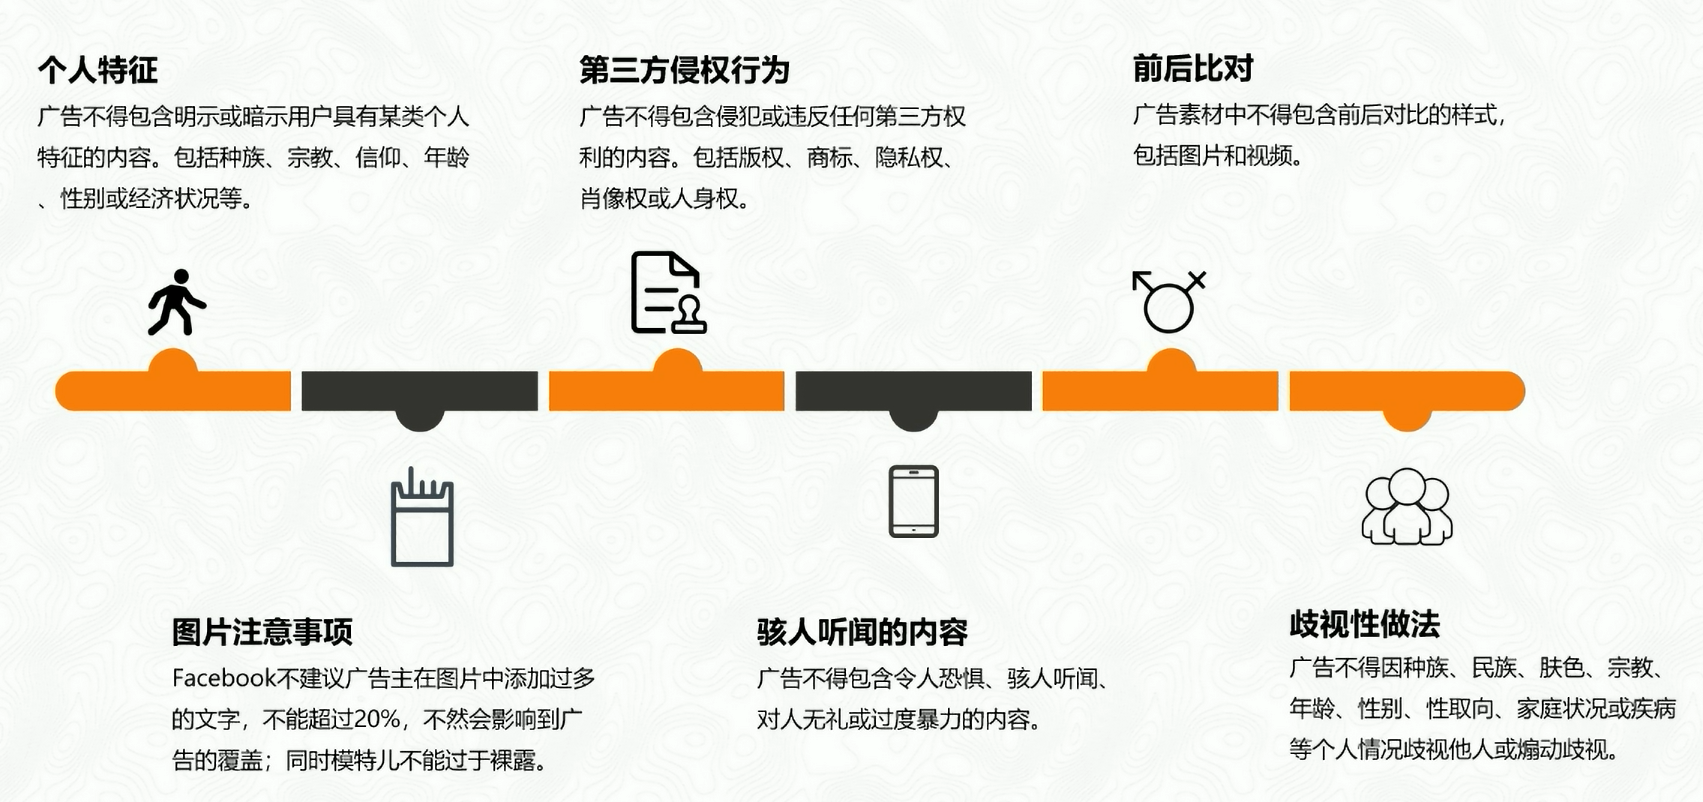 个人特征
广告不得包含明示或暗示用户具有某类个人
特征的内容。包括种族、宗教、信仰、年龄
、性别或经济状况等。
第三方侵权行为
广告不得包含侵犯或违反任何第三方权
利的内容。包括版权、商标、隐私权、
肖像权或人身权。
前后比对
广告素材中不得包含前后对比的样式，
包括图片和视频。
图片注意事项
Facebook不建议广告主在图片中添加过多
的文字，不能超过20%，不然会影响到广
告的覆盖；同时模特儿不能过于裸露。
骇人听闻的内容
广告不得包含令人恐惧、骇人听闻、
对人无礼或过度暴力的内容。
歧视性做法
广告不得因种族、民族、肤色、宗教、
年龄、性别、性取向、家庭状况或疾病
等个人情况歧视他人或煽动歧视。